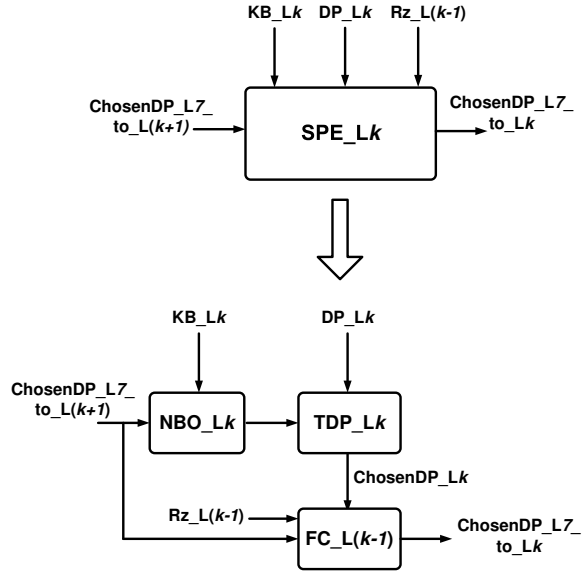 KB_Lk DP_Lk Rz_L(k-1)
ChosenDP_L7_
to_L(k+1)
SPE_Lk
ChosenDP_L7_
to_Lk
KB_Lk DP_Lk
ChosenDP_L7_
to_L(k+1)
NBO_Lk TDP_Lk
ChosenDP_Lk
Rz_L(k-1)
FC_L(k-1)
ChosenDP_L7_
to_Lk